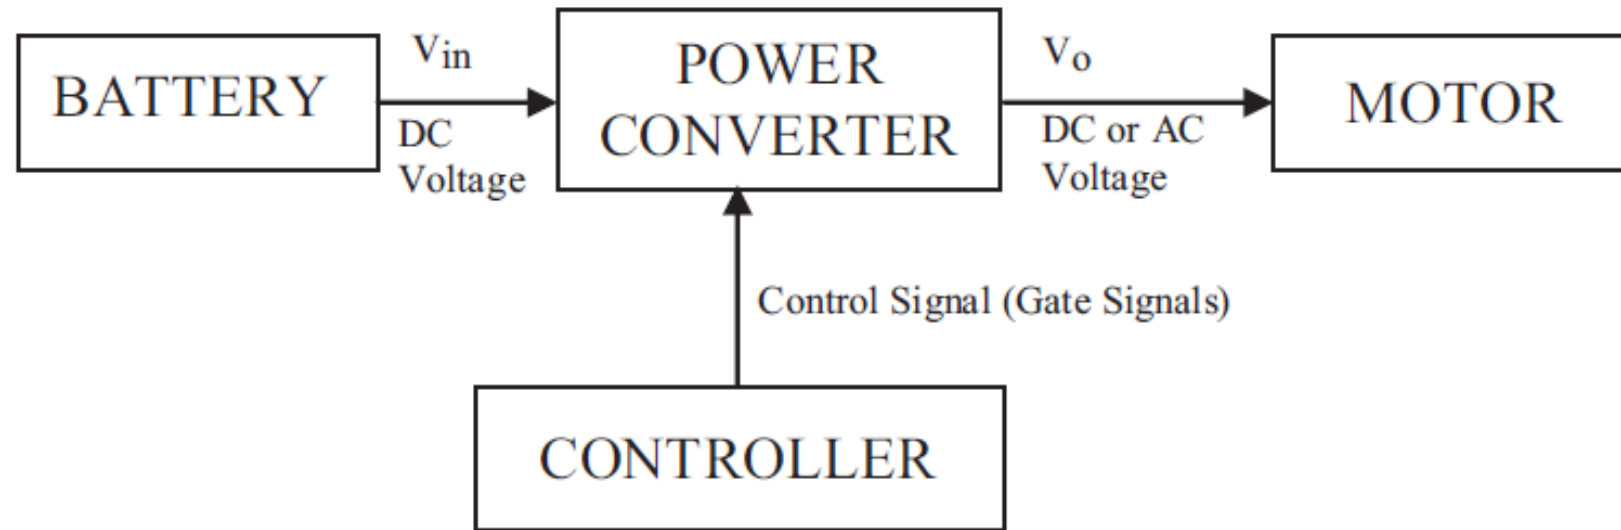 BATTERY
Vin
DC
Voltage
POWER
CONVERTER
Vo
DC or AC
Voltage
MOTOR
Control Signal (Gate Signals)
CONTROLLER